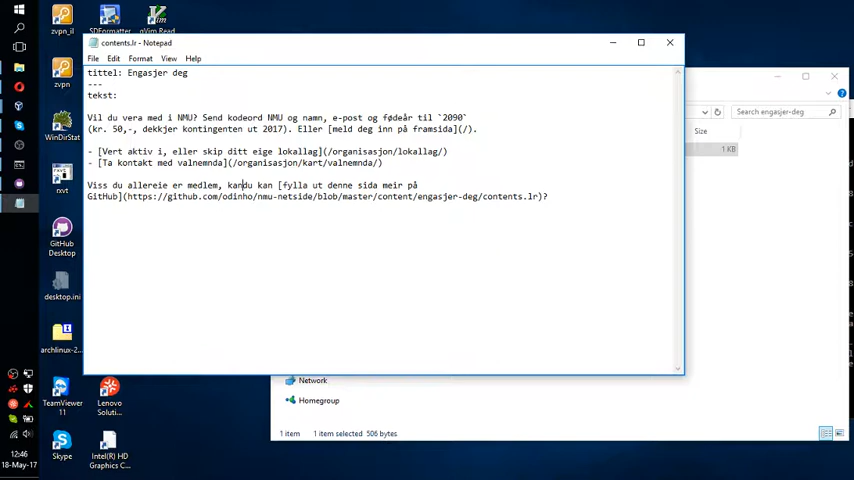 zvpn_il
SDFormatter
gVim Read
contents.lr - Notepad
File Edit Format View Help
tittel: Engasjer deg
---
tekst:
Vil du vera med i NMU? Send kodeord NMU og namn, e-post og fødeår til `2090`
(kr. 50,-, dekkjer kontingenten ut 2017). Eller [meld deg inn på framsida](/).
- [Vert aktiv i, eller skip ditt eige lokallag](/organisasjon/lokallag/)
- [Ta kontakt med valnemnda](/organisasjon/kart/valnemnda/)
Viss du allereie er medlem, kandu kan [fylla ut denne sida meir på
GitHub](https://github.com/odinho/nmu-netside/blob/master/content/engasjer-deg/contents.lr)?
zvpn
WinDirStat
rxvt
GitHub
Desktop
desktop.ini
archlinux-2...
TeamViewer
11
Lenovo
Soluti...
Skype
Intel(R) HD
Graphics C...
Search engasjer-deg
Size
1 KB
Network
Homegroup
1 item 1 item selected 506 bytes
12:46
18-May-17